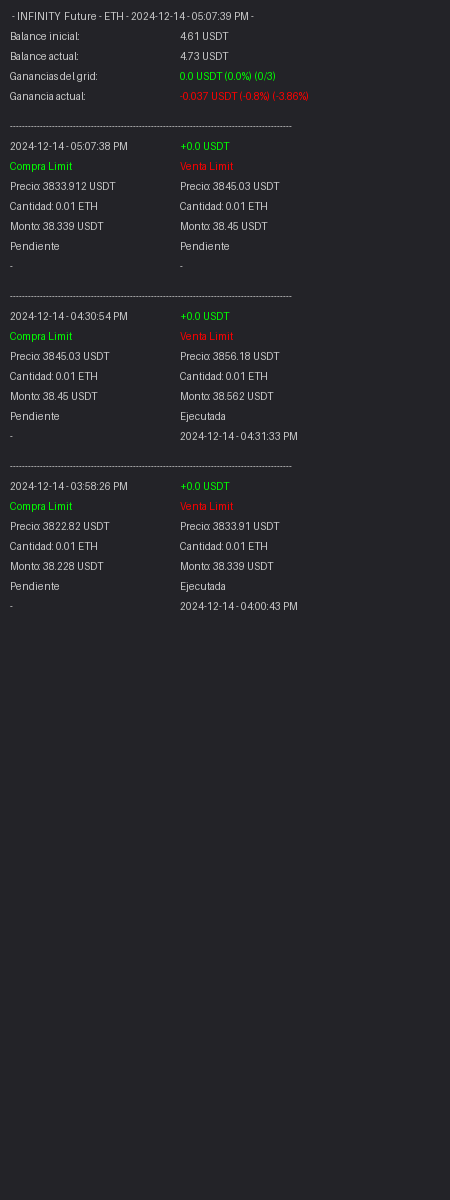 - INFINITY Future - ETH - 2024-12-14 - 05:07:39 PM -
Balance inicial: 4.61 USDT
Balance actual: 4.73 USDT
Ganancias del grid: 0.0 USDT (0.0%) (0/3)
Ganancia actual: -0.037 USDT (-0.8%) (-3.86%)
--------------------------------------------------------------------------------------------
2024-12-14 - 05:07:38 PM +0.0 USDT
Compra Limit Venta Limit
Precio: 3833.912 USDT Precio: 3845.03 USDT
Cantidad: 0.01 ETH Cantidad: 0.01 ETH
Monto: 38.339 USDT Monto: 38.45 USDT
Pendiente Pendiente
- -
--------------------------------------------------------------------------------------------
2024-12-14 - 04:30:54 PM +0.0 USDT
Compra Limit Venta Limit
Precio: 3845.03 USDT Precio: 3856.18 USDT
Cantidad: 0.01 ETH Cantidad: 0.01 ETH
Monto: 38.45 USDT Monto: 38.562 USDT
Pendiente Ejecutada
- 2024-12-14 - 04:31:33 PM
--------------------------------------------------------------------------------------------
2024-12-14 - 03:58:26 PM +0.0 USDT
Compra Limit Venta Limit
Precio: 3822.82 USDT Precio: 3833.91 USDT
Cantidad: 0.01 ETH Cantidad: 0.01 ETH
Monto: 38.228 USDT Monto: 38.339 USDT
Pendiente Ejecutada
- 2024-12-14 - 04:00:43 PM